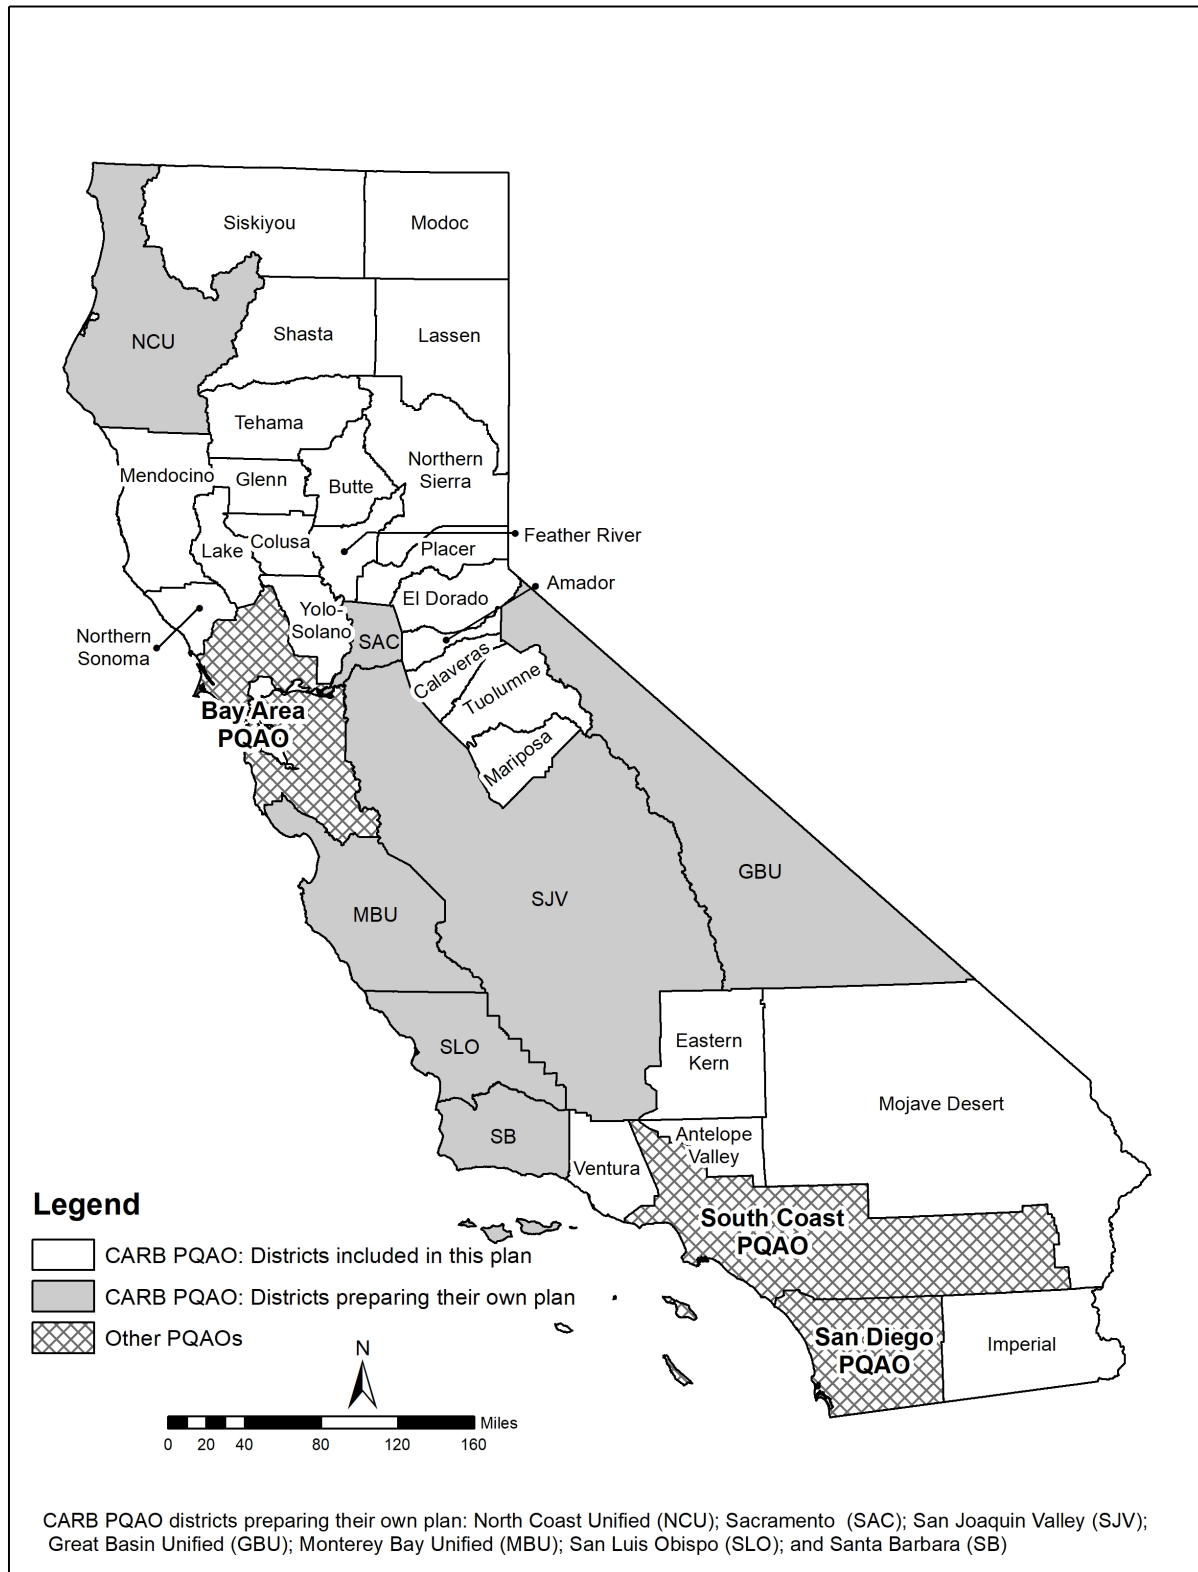 Siskiyou
Modoc
NCU
Shasta
Lassen
Tehama
Mendocino
Glenn
Butte
Northern
Sierra
Lake
Colusa
Feather River
Placer
Amador
El Dorado
Yolo-
Solano
SAC
Northern
Sonoma
Calaveras
Tuolumne
Mariposa
Bay Area
PQAO
GBU
SJV
MBU
SLO
Eastern
Kern
Mojave Desert
SB
Antelope
Valley
Ventura
South Coast
PQAO
San Diego
PQAO
Imperial
Legend
CARB PQAO: Districts included in this plan
CARB PQAO: Districts preparing their own plan
Other PQAOs
N
Miles
0 20 40 80 120 160
CARB PQAO districts preparing their own plan: North Coast Unified (NCU); Sacramento (SAC); San Joaquin Valley (SJV);
Great Basin Unified (GBU); Monterey Bay Unified (MBU); San Luis Obispo (SLO); and Santa Barbara (SB)